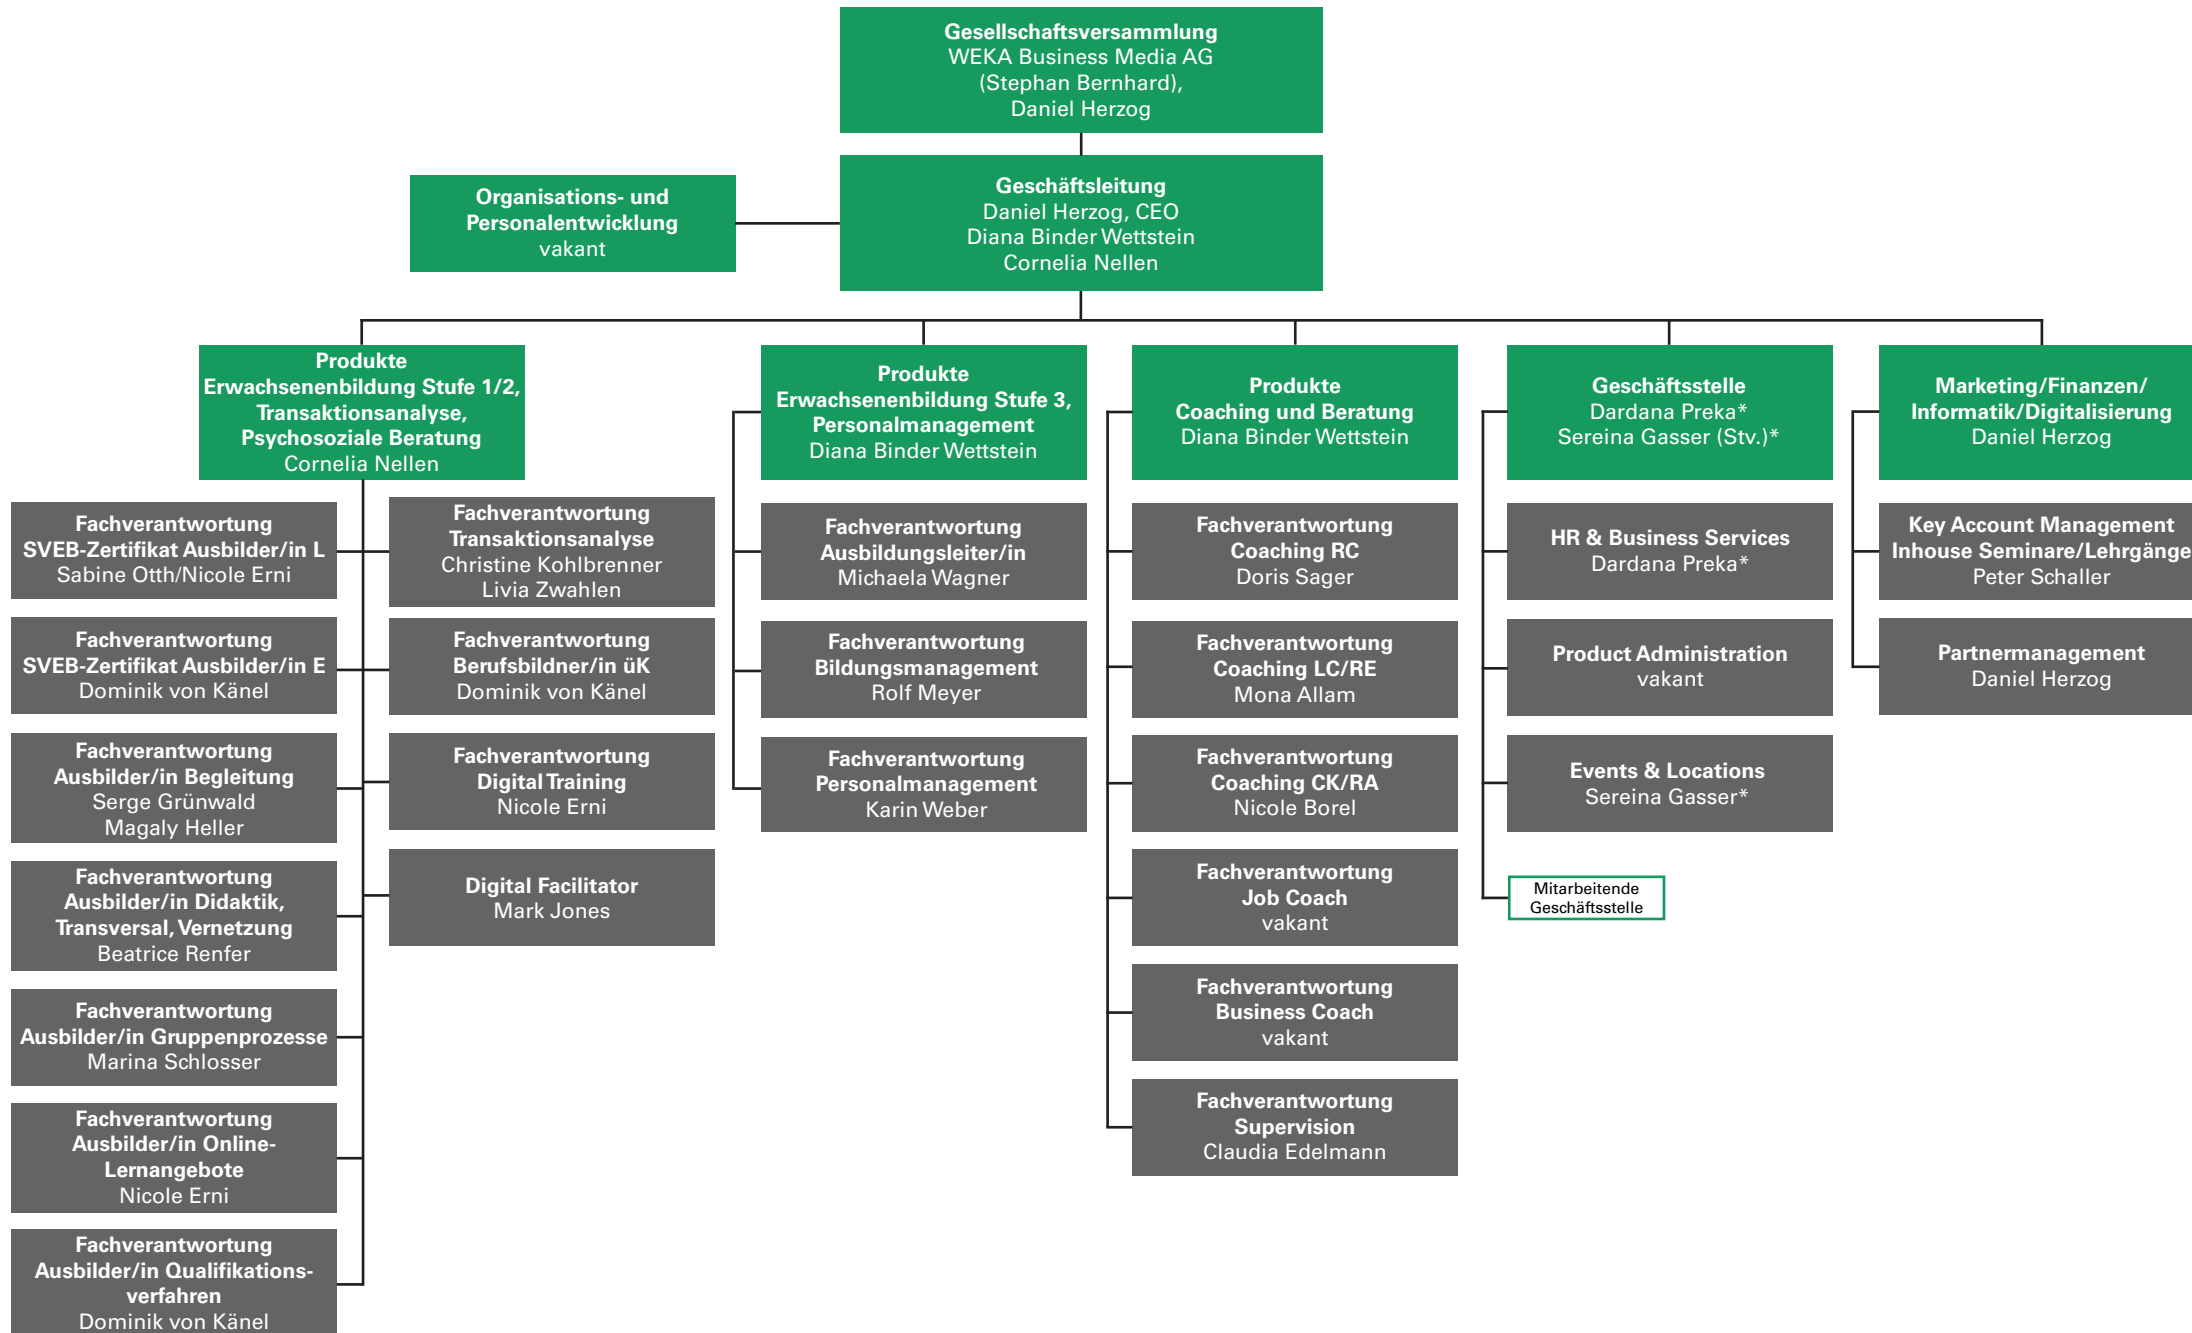 Gesellschaftsversammlung
WEKA Business Media AG
(Stephan Bernhard),
Daniel Herzog
Organisations- und
Personalentwicklung
vakant
Geschäftsleitung
Daniel Herzog, CEO
Diana Binder Wettstein
Cornelia Nellen
Produkte
Erwachsenenbildung Stufe 1/2,
Transaktionsanalyse,
Psychosoziale Beratung
Cornelia Nellen
Fachverantwortung
SVEB-Zertifikat Ausbilder/in L
Sabine Otth/Nicole Erni
Fachverantwortung
SVEB-Zertifikat Ausbilder/in E
Dominik von Känel
Fachverantwortung
Ausbilder/in Begleitung
Serge Grünwald
Magaly Heller
Fachverantwortung
Ausbilder/in Didaktik,
Transversal, Vernetzung
Beatrice Renfer
Fachverantwortung
Ausbilder/in Gruppenprozesse
Marina Schlosser
Fachverantwortung
Ausbilder/in Online-
Lernangebote
Nicole Erni
Fachverantwortung
Ausbilder/in Qualifikations-
verfahren
Dominik von Känel
Fachverantwortung
Transaktionsanalyse
Christine Kohlbrenner
Livia Zwahlen
Fachverantwortung
Berufsbildner/in üK
Dominik von Känel
Fachverantwortung
Digital Training
Nicole Erni
Digital Facilitator
Mark Jones
Produkte
Erwachsenenbildung Stufe 3,
Personalmanagement
Diana Binder Wettstein
Fachverantwortung
Ausbildungsleiter/in
Michaela Wagner
Fachverantwortung
Bildungsmanagement
Rolf Meyer
Fachverantwortung
Personalmanagement
Karin Weber
Produkte
Coaching und Beratung
Diana Binder Wettstein
Fachverantwortung
Coaching RC
Doris Sager
Fachverantwortung
Coaching LC/RE
Mona Allam
Fachverantwortung
Coaching CK/RA
Nicole Borel
Fachverantwortung
Job Coach
vakant
Fachverantwortung
Business Coach
vakant
Fachverantwortung
Supervision
Claudia Edelmann
Geschäftsstelle
Dardana Preka*
Sereina Gasser (Stv.)*
HR & Business Services
Dardana Preka*
Product Administration
vakant
Events & Locations
Sereina Gasser*
Mitarbeitende
Geschäftsstelle
Marketing/Finanzen/
Informatik/Digitalisierung
Daniel Herzog
Key Account Management
Inhouse Seminare/Lehrgänge
Peter Schaller
Partnermanagement
Daniel Herzog